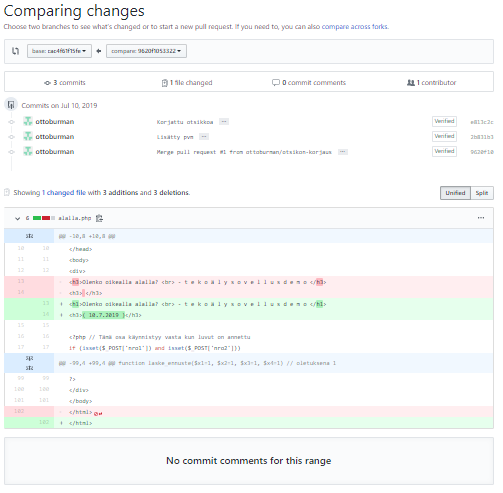 Comparing changes
Choose two branches to see what's changed or to start a new pull request. If you need to, you can also compare across forks.
base: cac4f61f15fe compare: 9620f1053322
3 commits 1 file changed 0 commit comments 1 contributor
Commits on Jul 10, 2019
ottoburman Korjattu otsikkoa … Verified e813c2c
ottoburman Lisätty pvm … Verified 2b831b3
ottoburman Merge pull request #1 from ottoburman/otsikon-korjaus … Verified 9620f10
Showing 1 changed file with 3 additions and 3 deletions.
Unified Split
6 alalla.php
@@ -10,8 +10,8 @@
10 10 </head>
11 11 <body>
12 12 <div>
13 - <h3>Olenko oikealla alalla? <br> - t e k o ä l y s o v e l l u s d e m o </h3>
14 - <h3> </h3>
13 + <h1>Olenko oikealla alalla? <br> - t e k o ä l y s o v e l l u s d e m o </h1>
14 + <h3>( 10.7.2019 )</h3>
15 15
16 16 <?php // Tämä osa käynnistyy vasta kun luvut on annettu
17 17 if (isset($_POST['nro1']) and isset($_POST['nro2']))
@@ -99,4 +99,4 @@ function laske_ennuste($x1=1, $x2=1, $x3=1, $x4=1) // oletuksena 1
99 99 ?>
100 100 </div>
101 101 </body>
102 - </html>
102 + </html>
No commit comments for this range